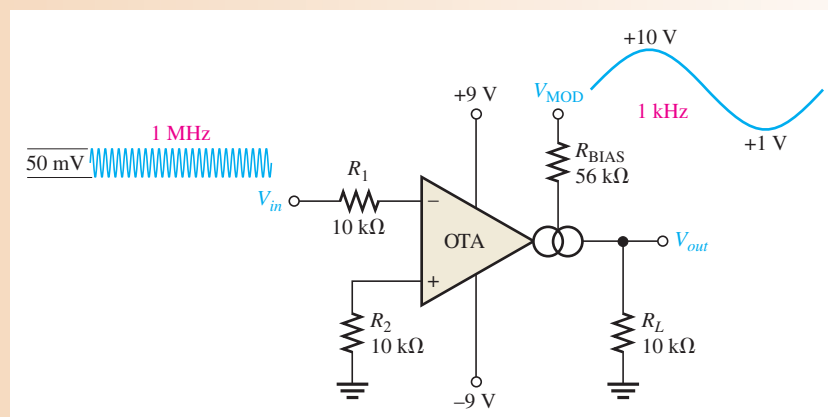 +10 V
+9 V
V_MOD
1 kHz
1 MHz
+1 V
50 mV
R_BIAS
56 kΩ
R_1
V_in
10 kΩ
−
OTA
V_out
+
R_2
10 kΩ
R_L
10 kΩ
–9 V